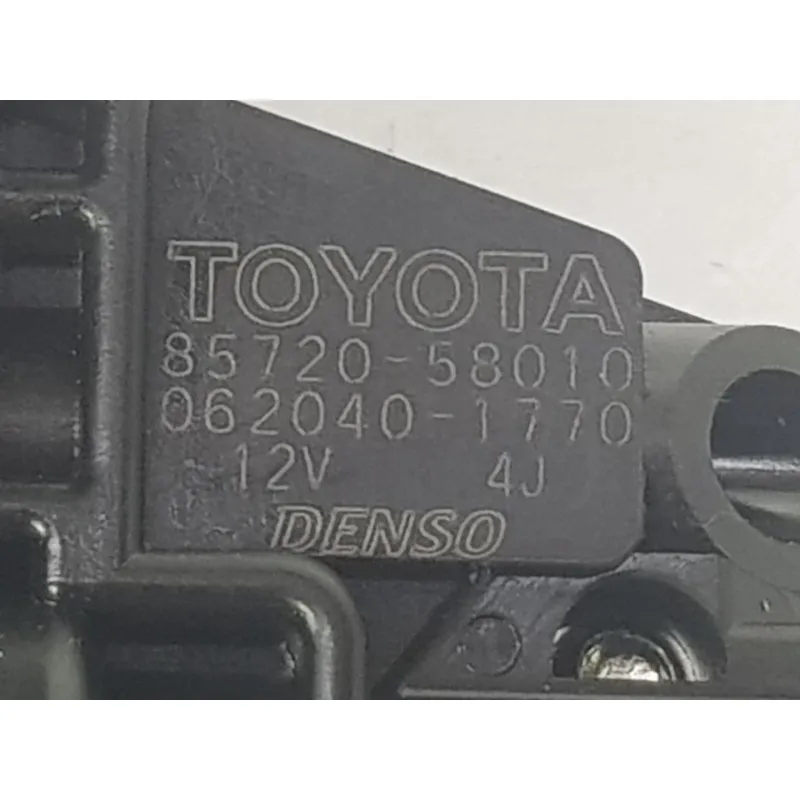 TOYOTA
85720-58010
062040-1770
12V 4J
DENSO